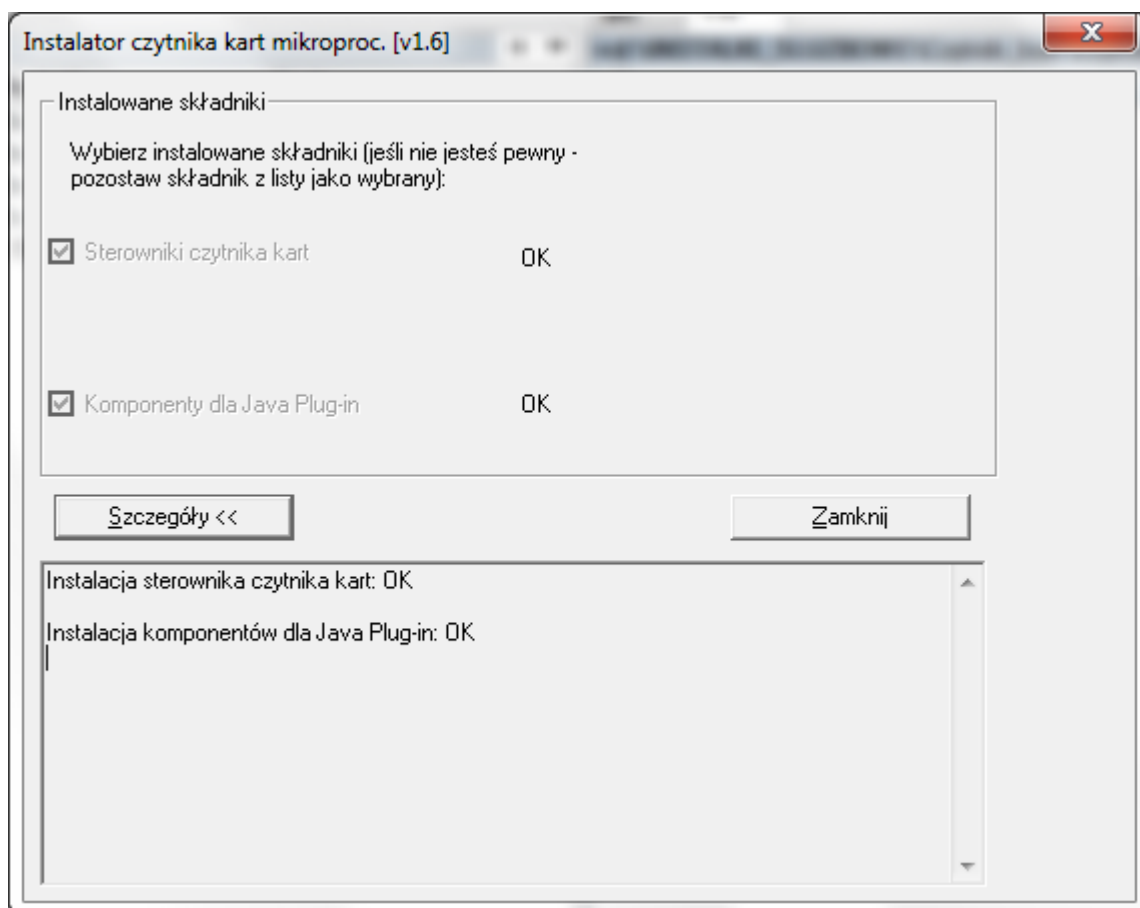 Instalator czytnika kart mikroproc. [v1.6]
Instalowane składniki
Wybierz instalowane składniki (jeśli nie jesteś pewny -
pozostaw składnik z listy jako wybrany):
Sterowniki czytnika kart OK
Komponenty dla Java Plug-in OK
Szczegóły << Zamknij
Instalacja sterownika czytnika kart: OK
Instalacja komponentów dla Java Plug-in: OK